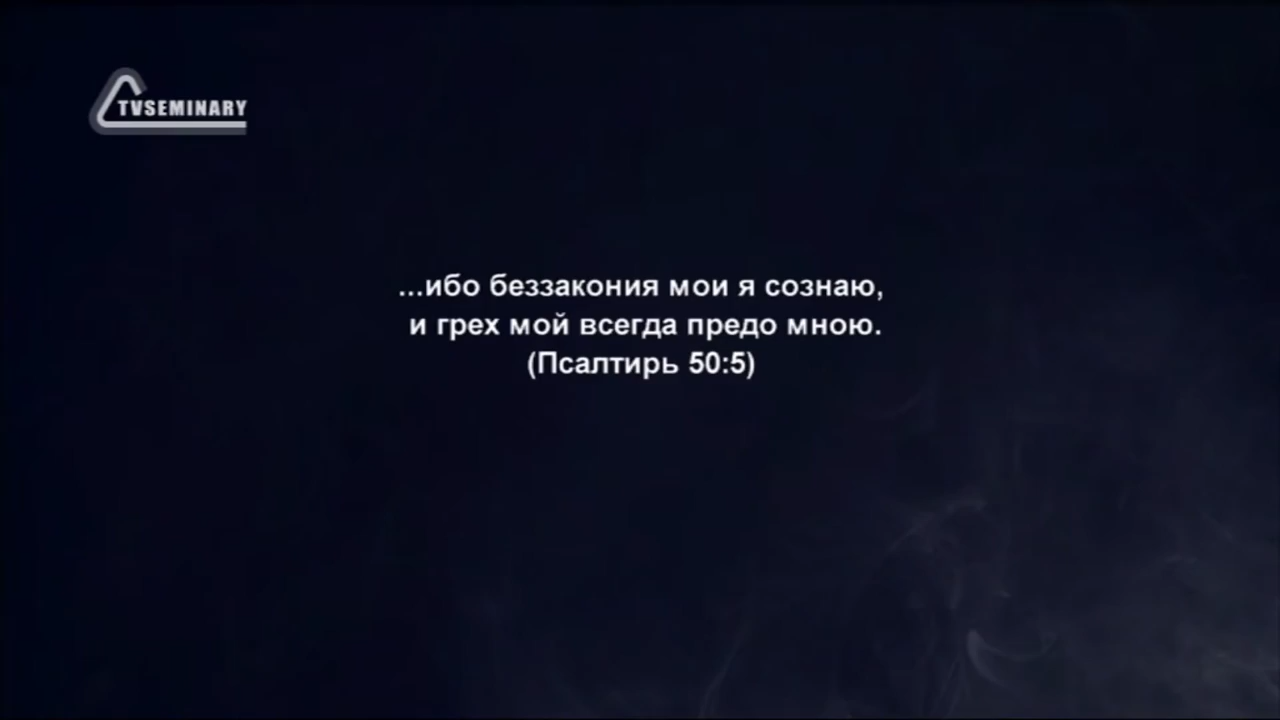 TVSEMINARY
...ибо беззакония мои я сознаю,
и грех мой всегда предо мною.
(Псалтирь 50:5)